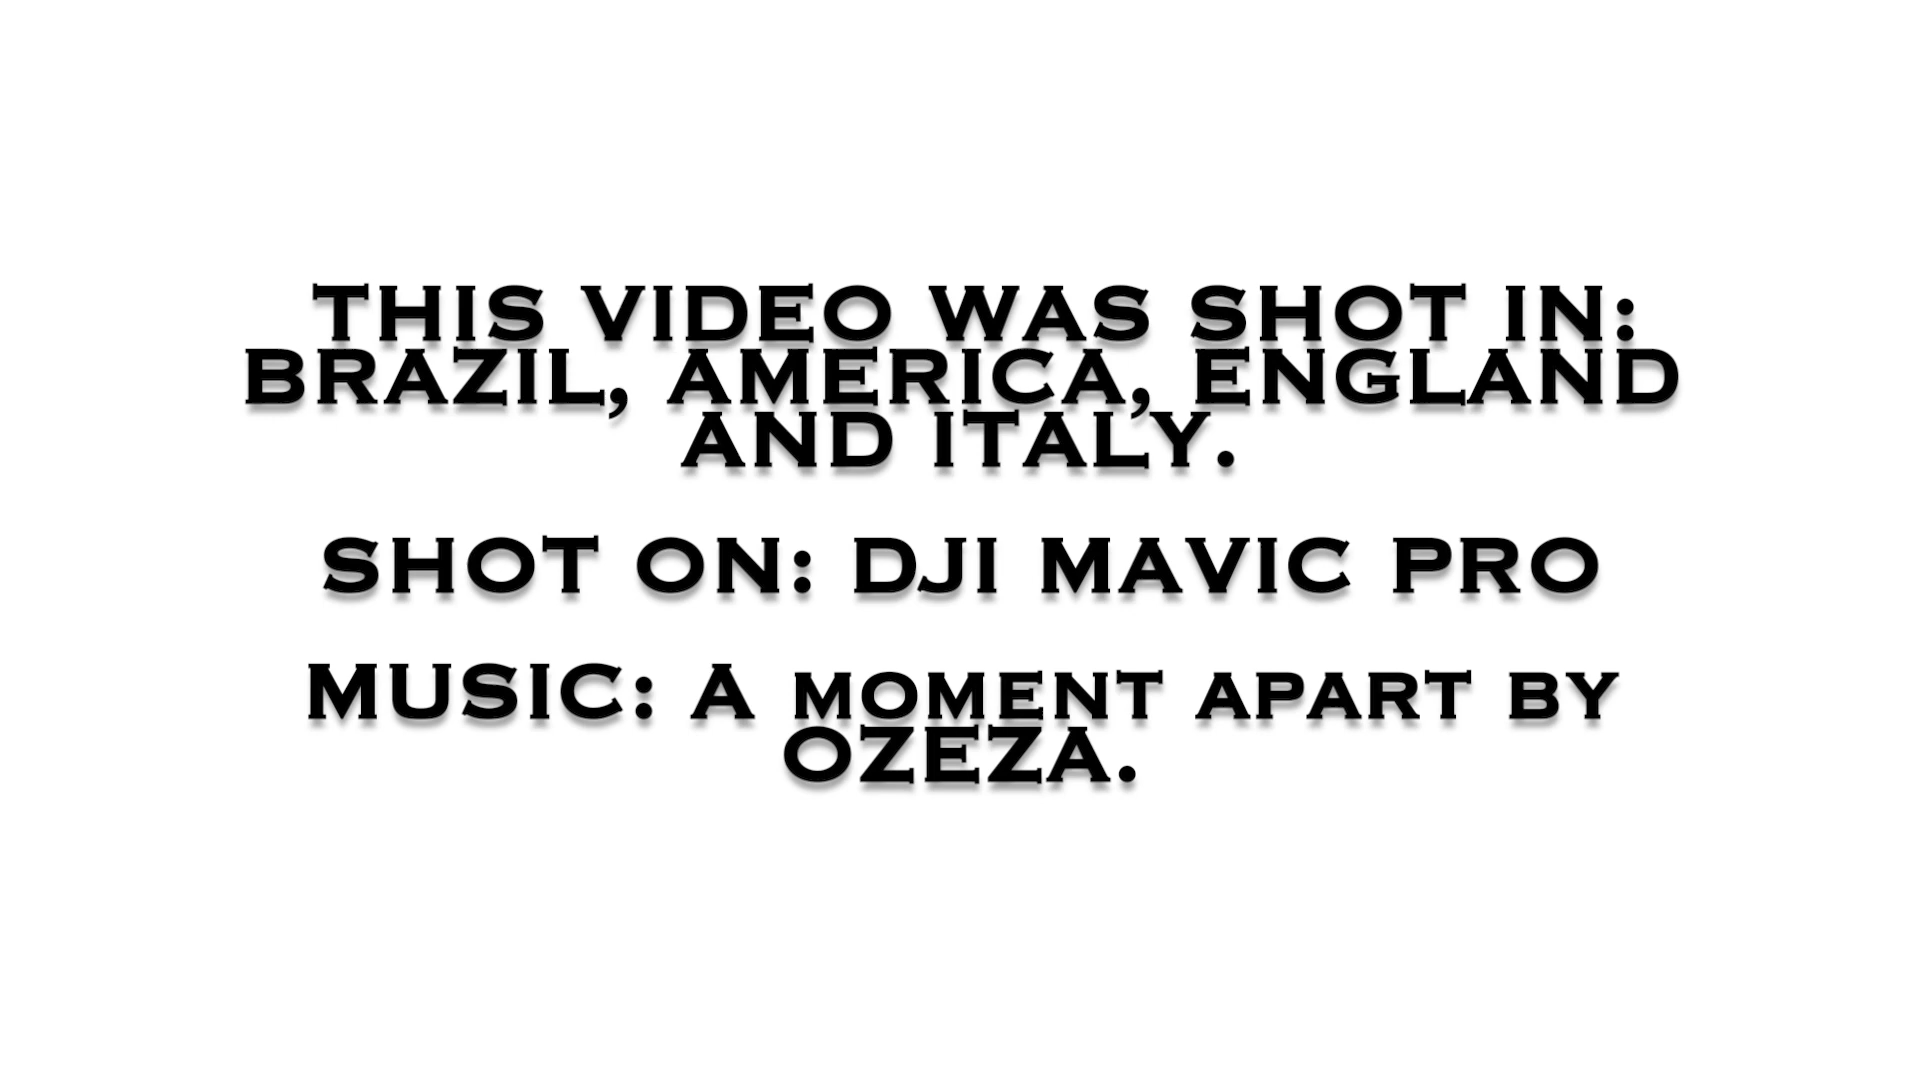 THIS VIDEO WAS SHOT IN:
BRAZIL, AMERICA, ENGLAND
AND ITALY.
SHOT ON: DJI MAVIC PRO
MUSIC: A moment apart by
OZEZA.